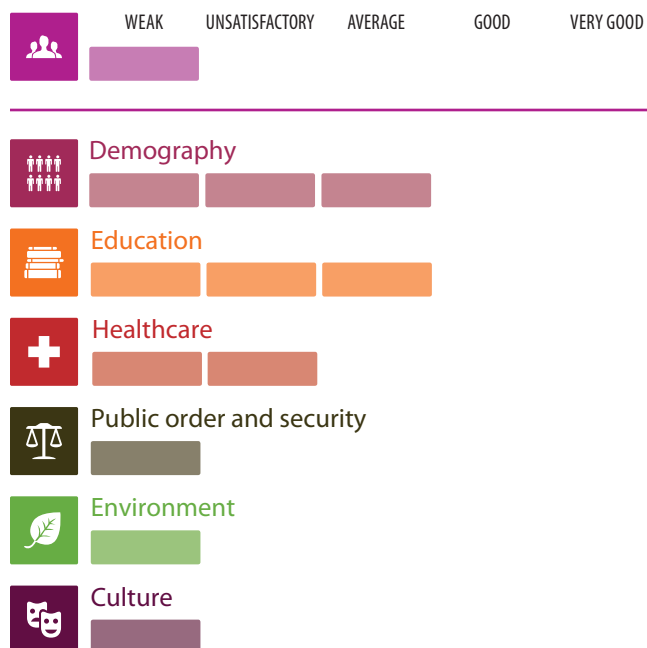 WEAK UNSATISFACTORY AVERAGE GOOD VERY GOOD
Demography
Education
Healthcare
Public order and security
Environment
Culture